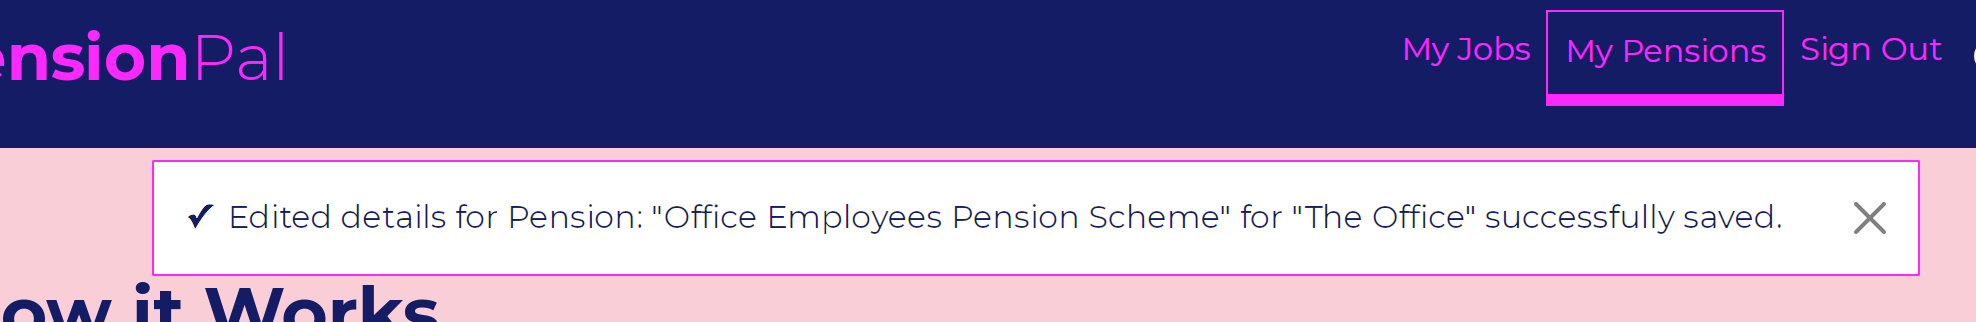 ensionPal
My Jobs
My Pensions
Sign Out
✓ Edited details for Pension: "Office Employees Pension Scheme" for "The Office" successfully saved.
ow it Works